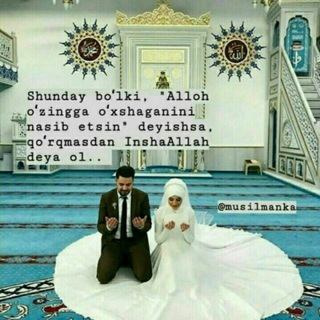 Shunday bo'lki, "Alloh
o'zingga o'xshaganini
nasib etsin" deyishsa,
qo'rqmasdan InshaAllah
deya ol..
@musilmanka